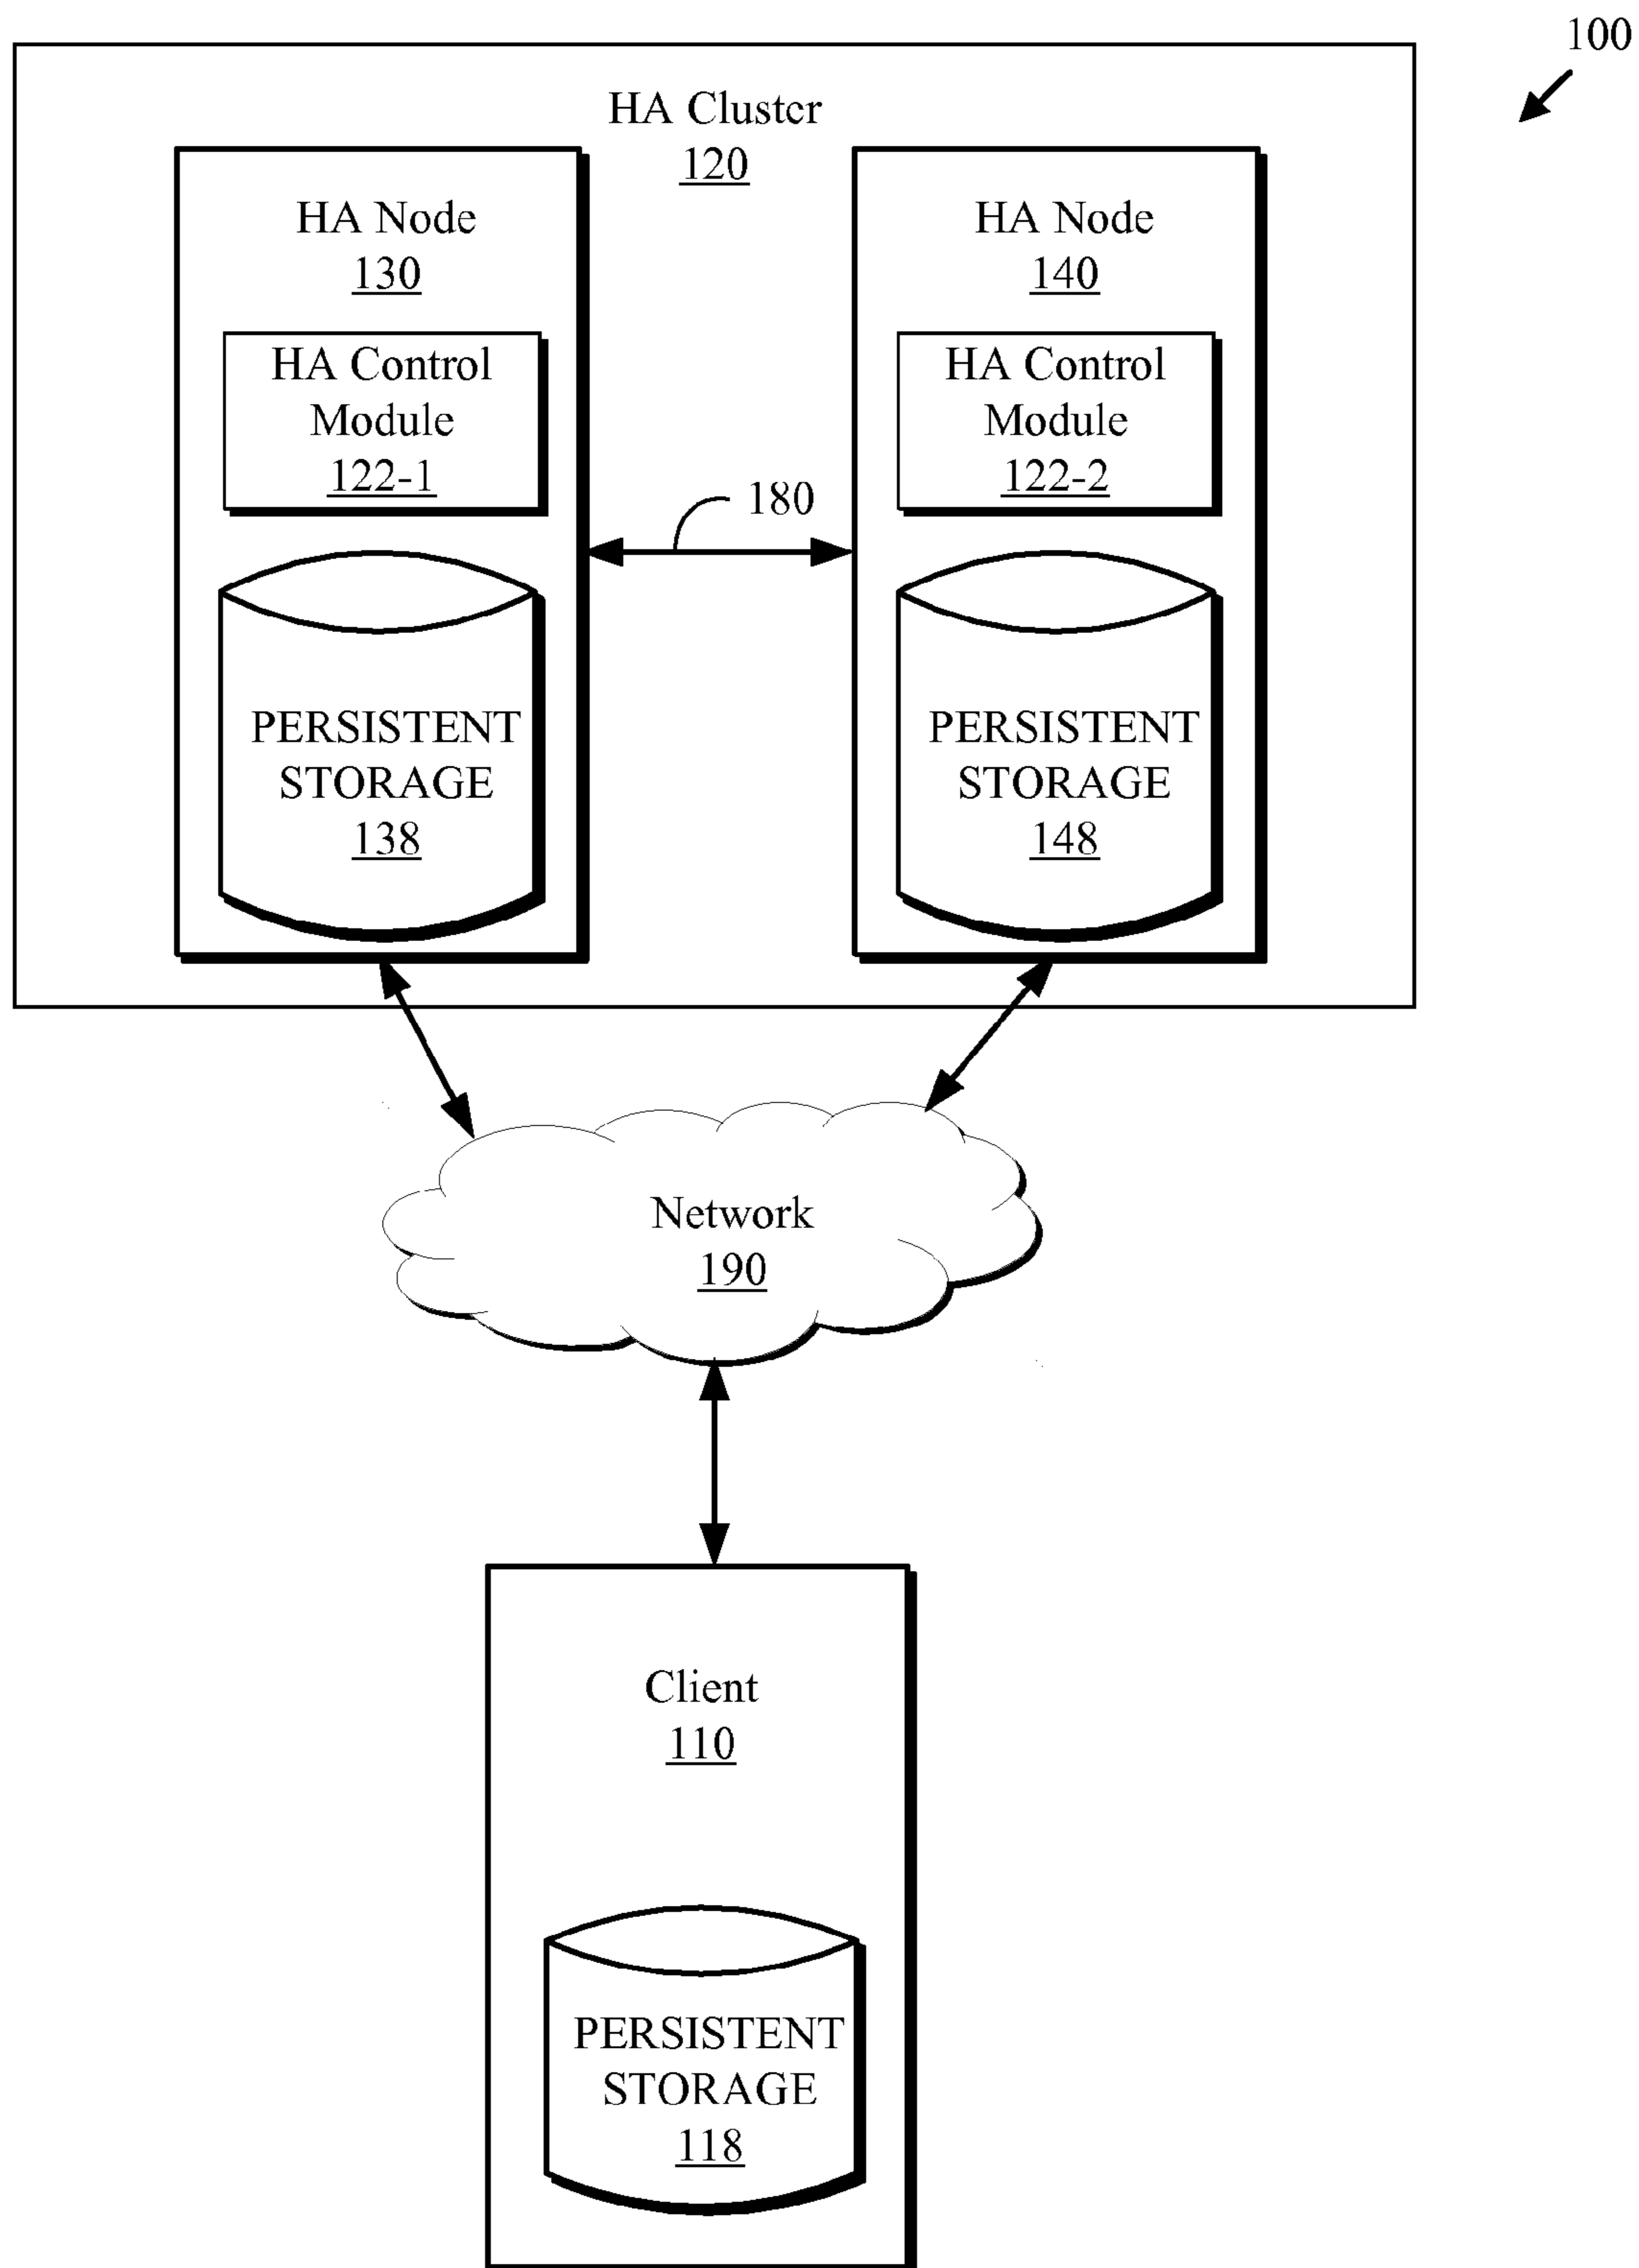 100
HA Cluster
120
HA Node
130
HA Control
Module
122-1
PERSISTENT
STORAGE
138
180
HA Node
140
HA Control
Module
122-2
PERSISTENT
STORAGE
148
Network
190
Client
110
PERSISTENT
STORAGE
118